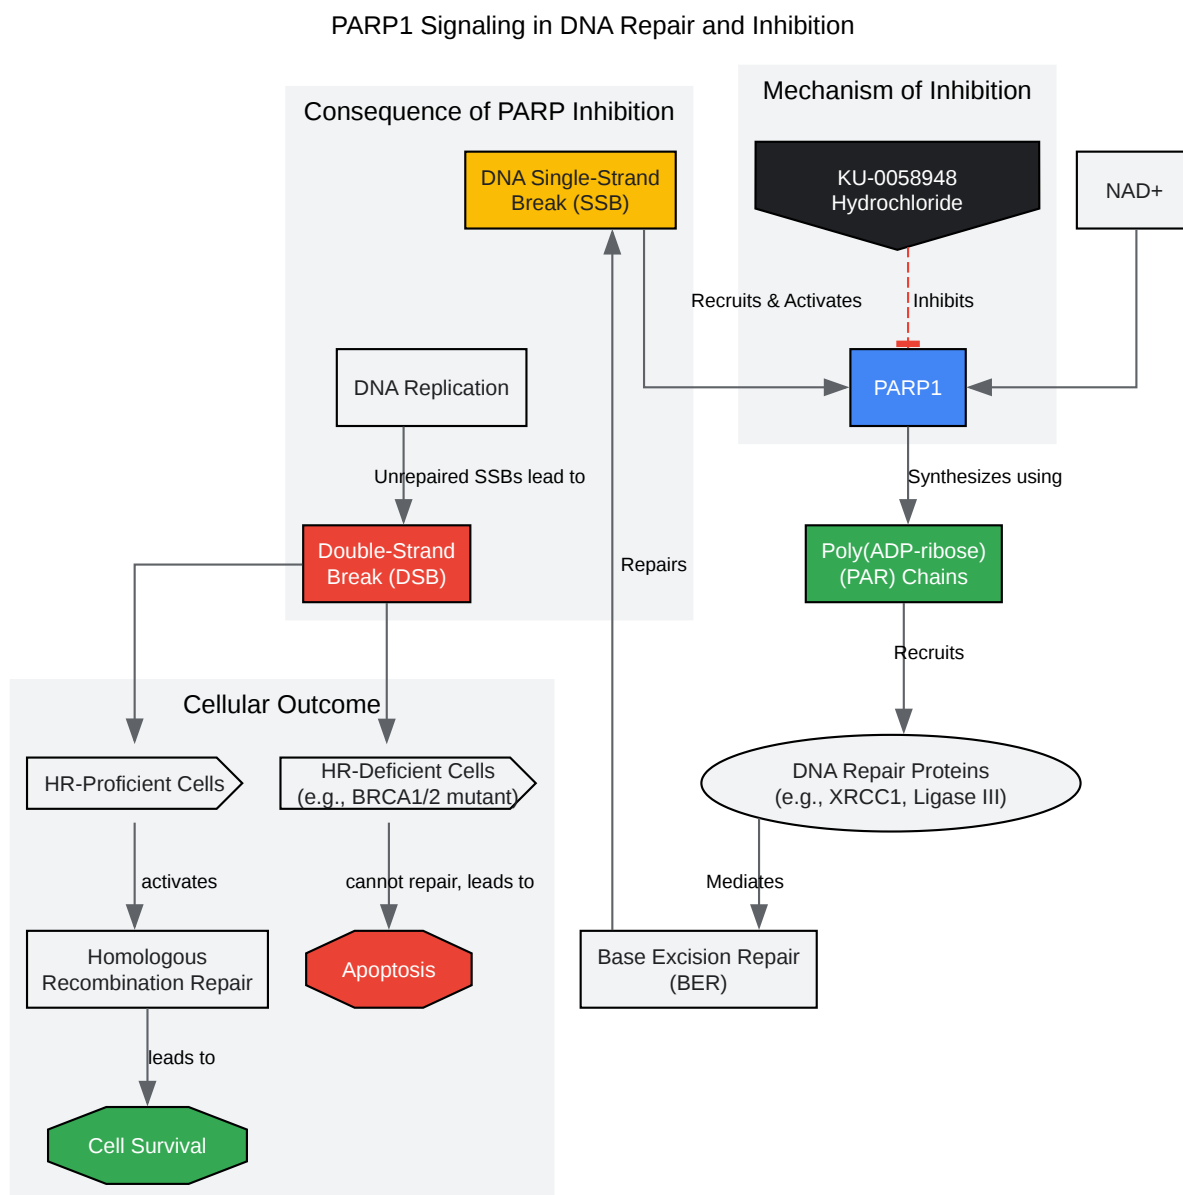 PARP1 Signaling in DNA Repair and Inhibition
Mechanism of Inhibition
Consequence of PARP Inhibition
DNA Single-Strand
Break (SSB)
KU-0058948
Hydrochloride
NAD+
Recruits & Activates
Inhibits
DNA Replication
PARP1
Unrepaired SSBs lead to
Synthesizes using
Double-Strand
Break (DSB)
Repairs
Poly(ADP-ribose)
(PAR) Chains
Recruits
Cellular Outcome
HR-Proficient Cells
HR-Deficient Cells
(e.g., BRCA1/2 mutant)
DNA Repair Proteins
(e.g., XRCC1, Ligase III)
activates
cannot repair, leads to
Mediates
Homologous
Recombination Repair
Apoptosis
Base Excision Repair
(BER)
leads to
Cell Survival